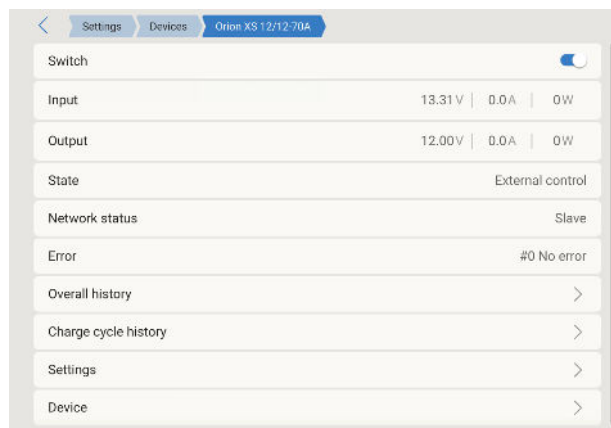 Settings Devices Orion XS 12/12-70A
Switch
Input 13.31V 0.0A 0W
Output 12.00V 0.0A 0W
State External control
Network status Slave
Error #0 No error
Overall history
Charge cycle history
Settings
Device